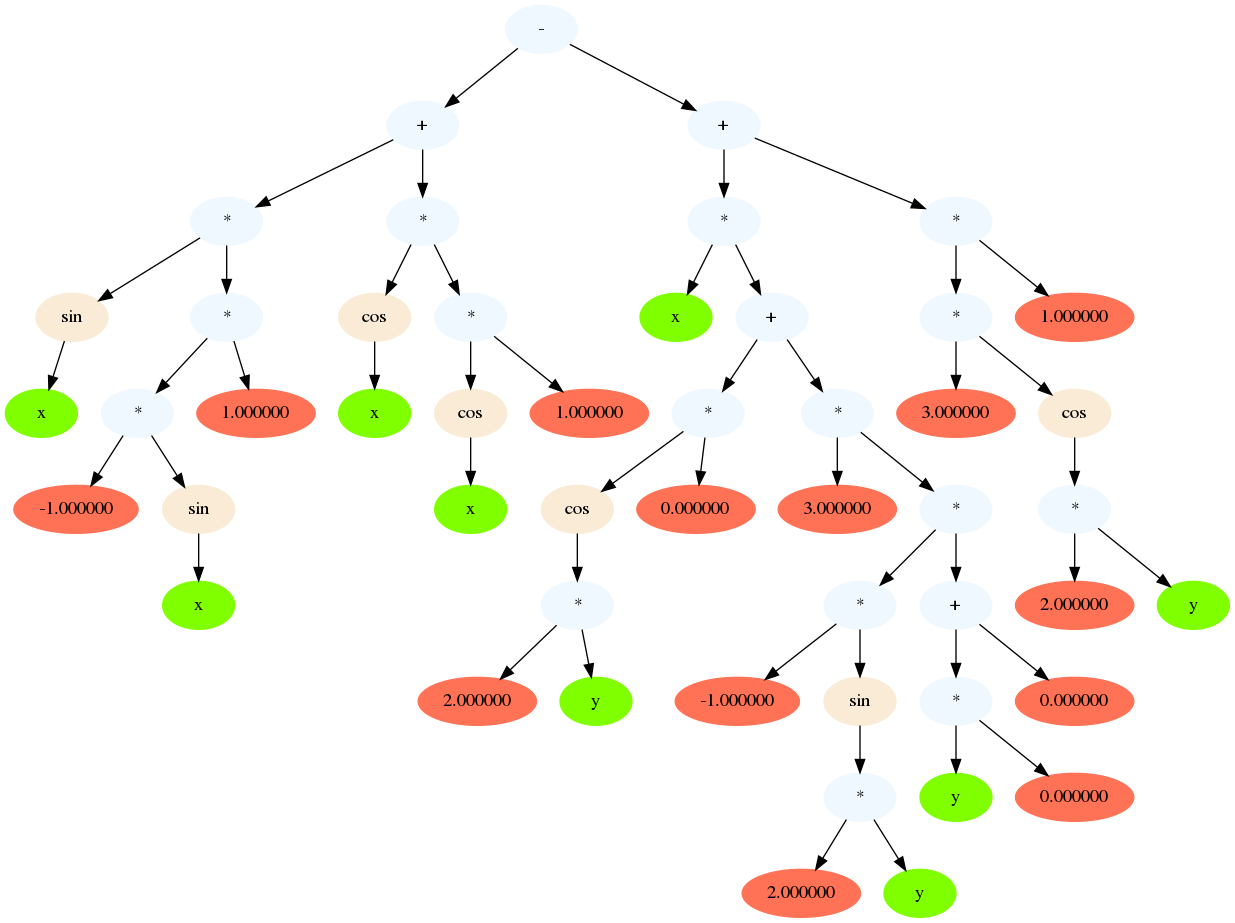 -
+ +
* * * *
sin * cos * x + * 1.000000
x * 1.000000 x cos 1.000000 * * 3.000000 cos
-1.000000 sin x cos 0.000000 3.000000 * *
x * * + 2.000000 y
2.000000 y -1.000000 sin * 0.000000
* y 0.000000
2.000000 y